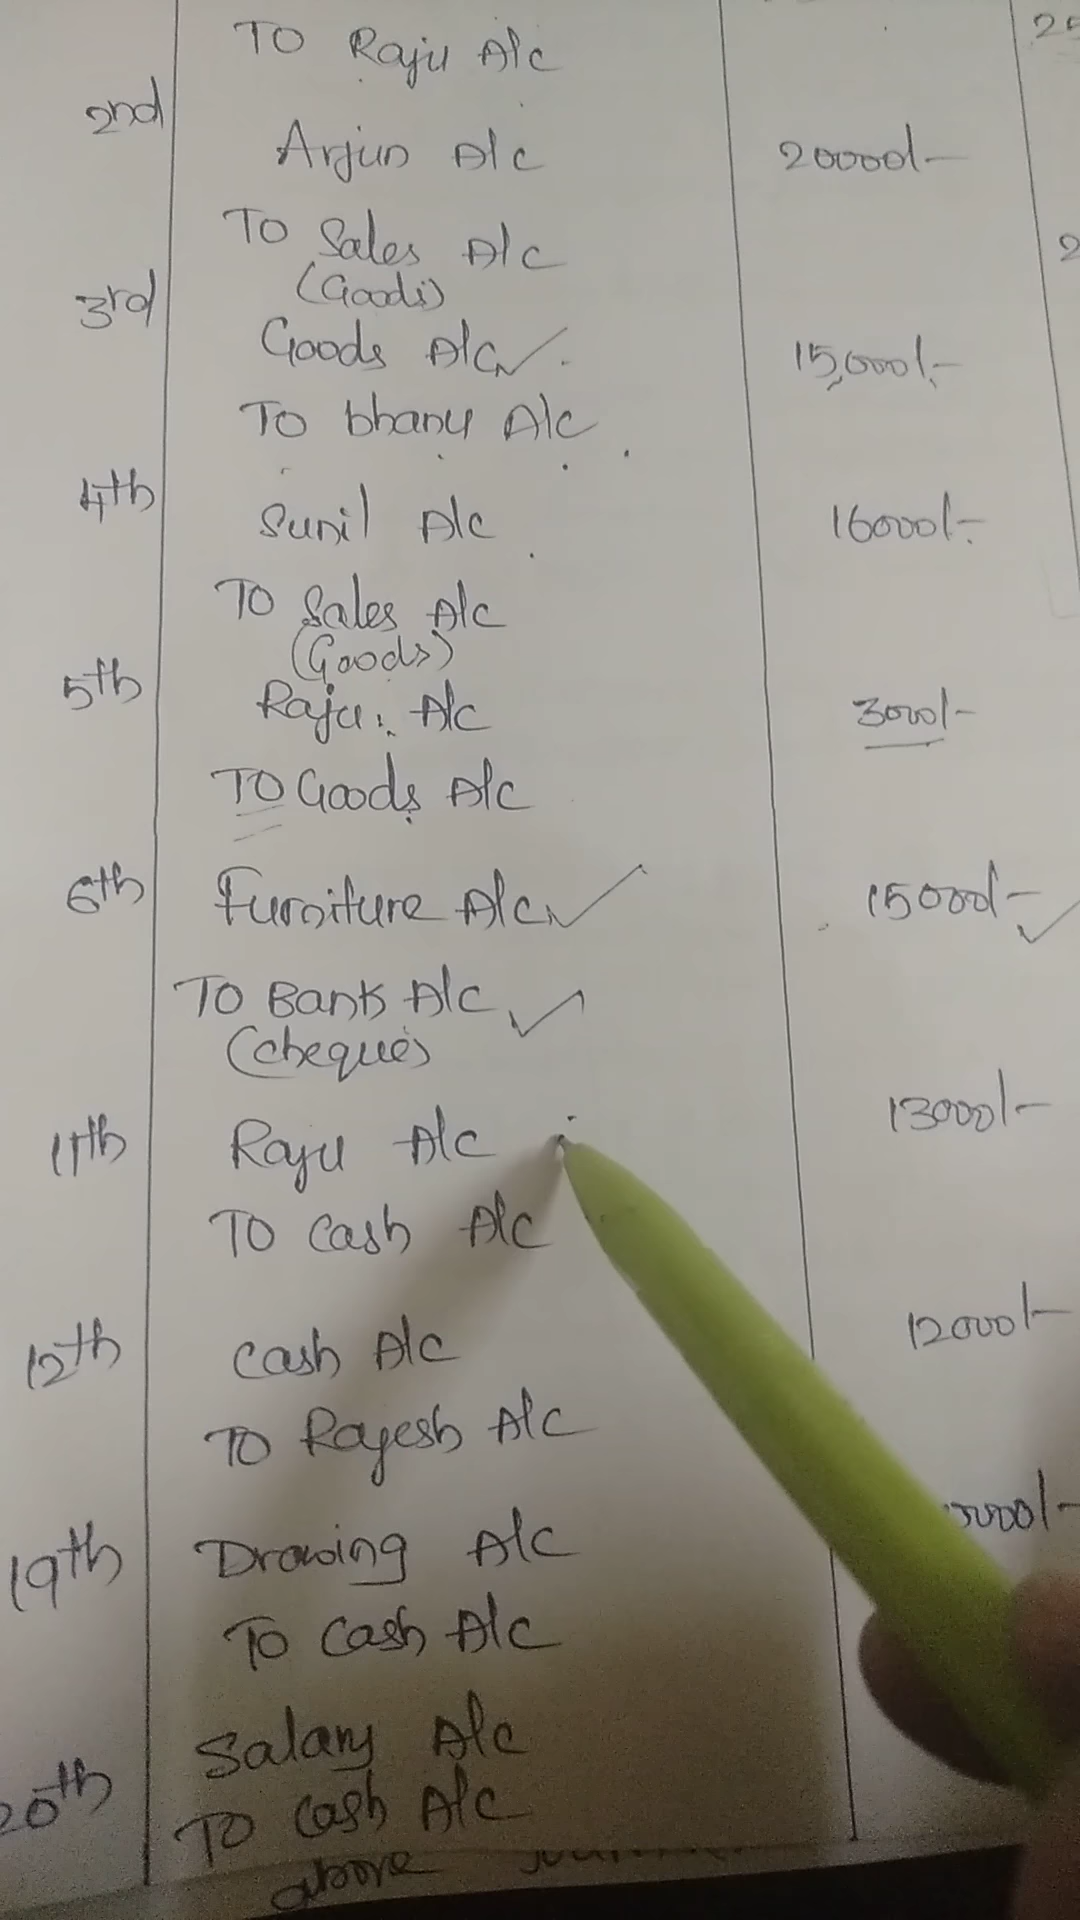 To Raju A/c
2nd
Arjun A/c 20000/-
To Sales A/c
(Goods)
3rd
Goods A/c 15,000/-
To bhanu A/c
4th
Sunil A/c 16000/-
To Sales A/c
(Goods)
5th
Raju A/c 3000/-
To Goods A/c
6th Furniture A/c 15000/-
To Bank A/c
(cheque)
11th Raju A/c 13000/-
To Cash A/c
12th Cash A/c 12000/-
To Rajesh A/c
19th Drawing A/c
To Cash A/c
Salary A/c
20th To Cash A/c
above